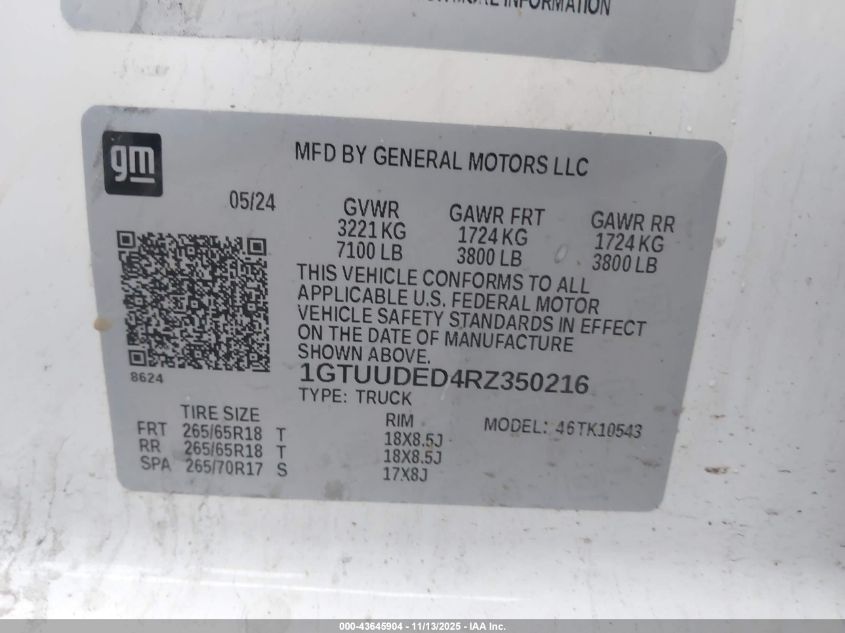 MORE INFORMATION
gm
MFD BY GENERAL MOTORS LLC
05/24
GVWR GAWR FRT GAWR RR
3221 KG 1724 KG 1724 KG
7100 LB 3800 LB 3800 LB
THIS VEHICLE CONFORMS TO ALL
APPLICABLE U.S. FEDERAL MOTOR
VEHICLE SAFETY STANDARDS IN EFFECT
ON THE DATE OF MANUFACTURE
SHOWN ABOVE.
8624
1GTUUDED4RZ350216
TYPE: TRUCK
TIRE SIZE RIM MODEL: 46TK10543
FRT 265/65R18 T 18X8.5J
RR 265/65R18 T 18X8.5J
SPA 265/70R17 S 17X8J
000-43645904 - 11/13/2025 - IAA Inc.